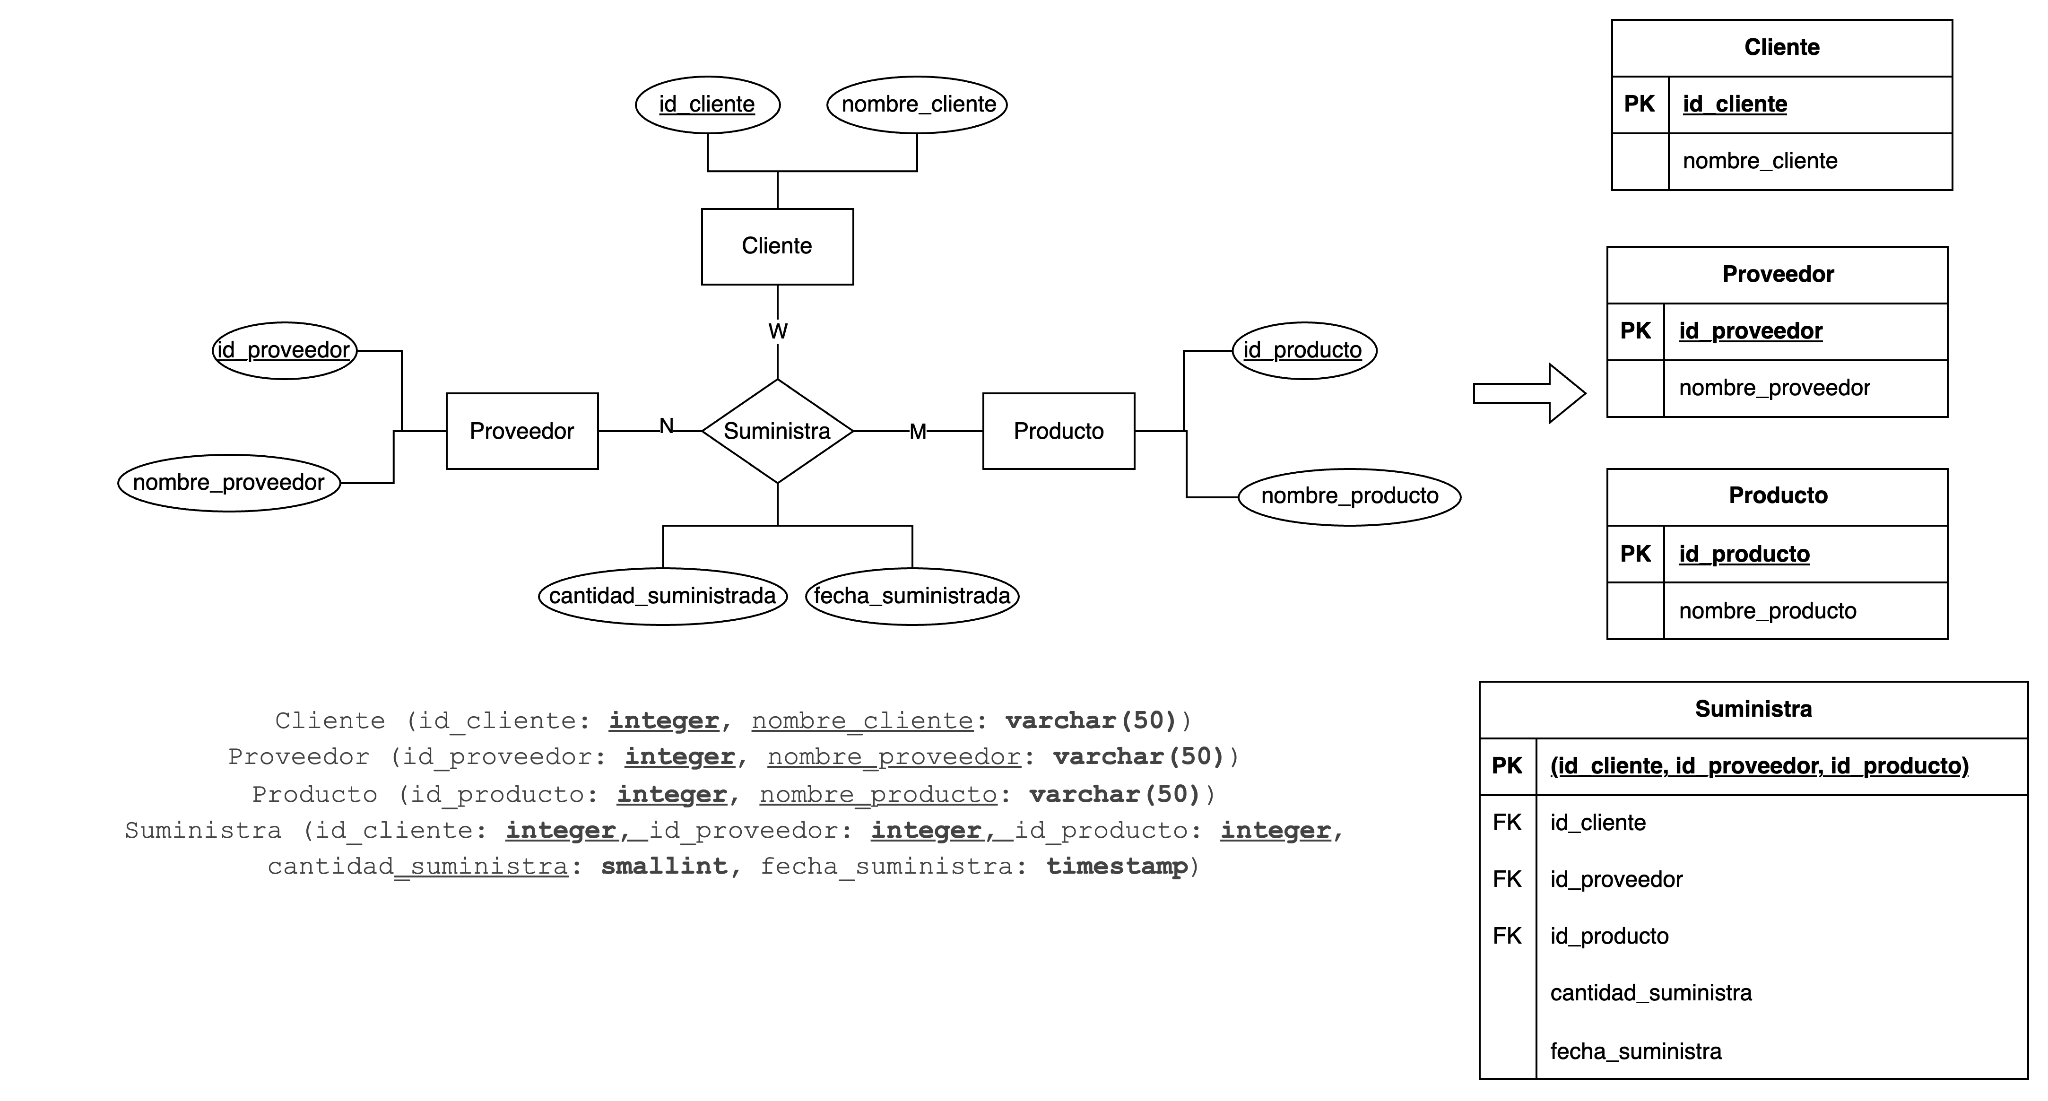 id_cliente
nombre_cliente
Cliente
W
id_proveedor
nombre_proveedor
Proveedor
N
Suministra
M
Producto
id_producto
nombre_producto
cantidad_suministrada
fecha_suministrada
Cliente
PK id_cliente
nombre_cliente
Proveedor
PK id_proveedor
nombre_proveedor
Producto
PK id_producto
nombre_producto
Suministra
PK (id_cliente, id_proveedor, id_producto)
FK id_cliente
FK id_proveedor
FK id_producto
cantidad_suministra
fecha_suministra
Cliente (id_cliente: integer, nombre_cliente: varchar(50))
Proveedor (id_proveedor: integer, nombre_proveedor: varchar(50))
Producto (id_producto: integer, nombre_producto: varchar(50))
Suministra (id_cliente: integer, id_proveedor: integer, id_producto: integer,
cantidad_suministra: smallint, fecha_suministra: timestamp)